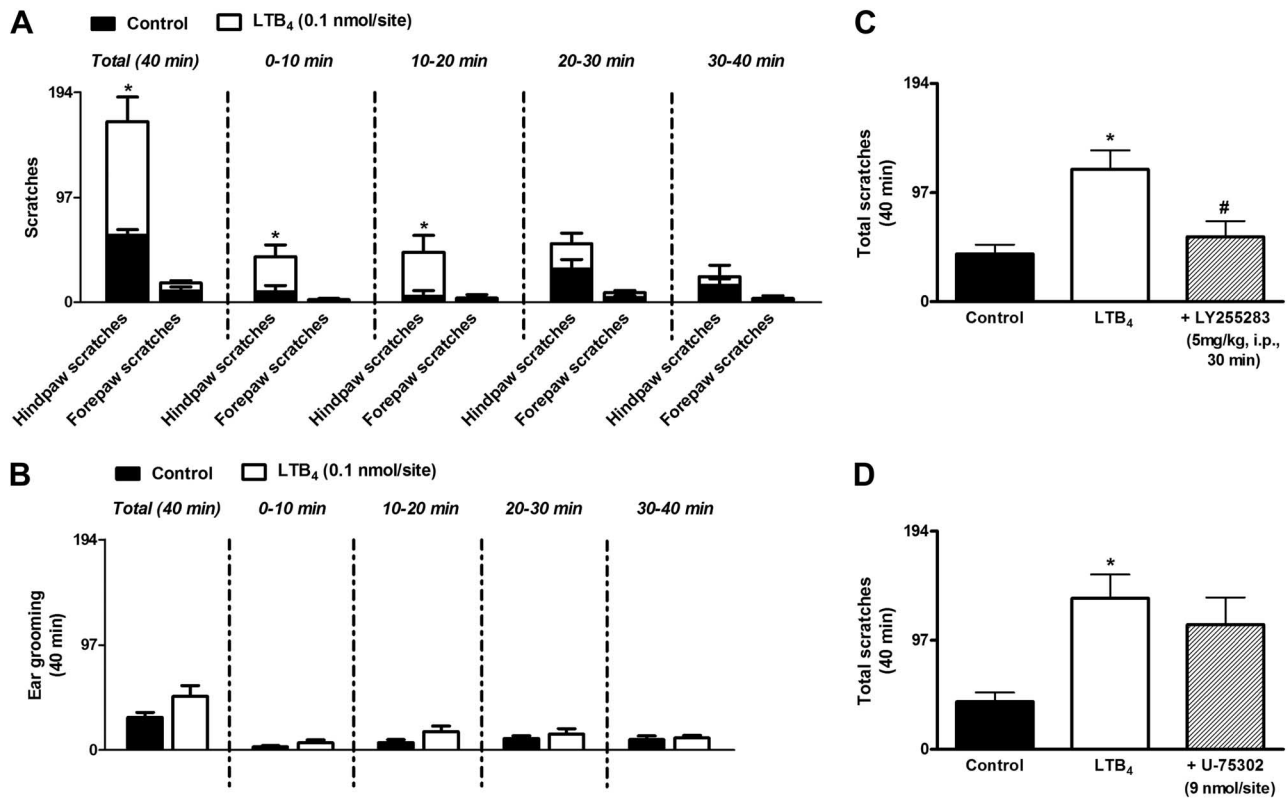 A
Control
LTB4 (0.1 nmol/site)
Total (40 min)
0-10 min
10-20 min
20-30 min
30-40 min
Scratches
194
97
0
Hindpaw scratches
Forepaw scratches
Hindpaw scratches
Forepaw scratches
Hindpaw scratches
Forepaw scratches
Hindpaw scratches
Forepaw scratches
Hindpaw scratches
Forepaw scratches
*
*
*
B
Control
LTB4 (0.1 nmol/site)
Total (40 min)
0-10 min
10-20 min
20-30 min
30-40 min
Ear grooming
(40 min)
194
97
0
C
Total scratches
(40 min)
194
97
0
*
#
Control
LTB4
+ LY255283
(5mg/kg, i.p.,
30 min)
D
Total scratches
(40 min)
194
97
0
*
Control
LTB4
+ U-75302
(9 nmol/site)